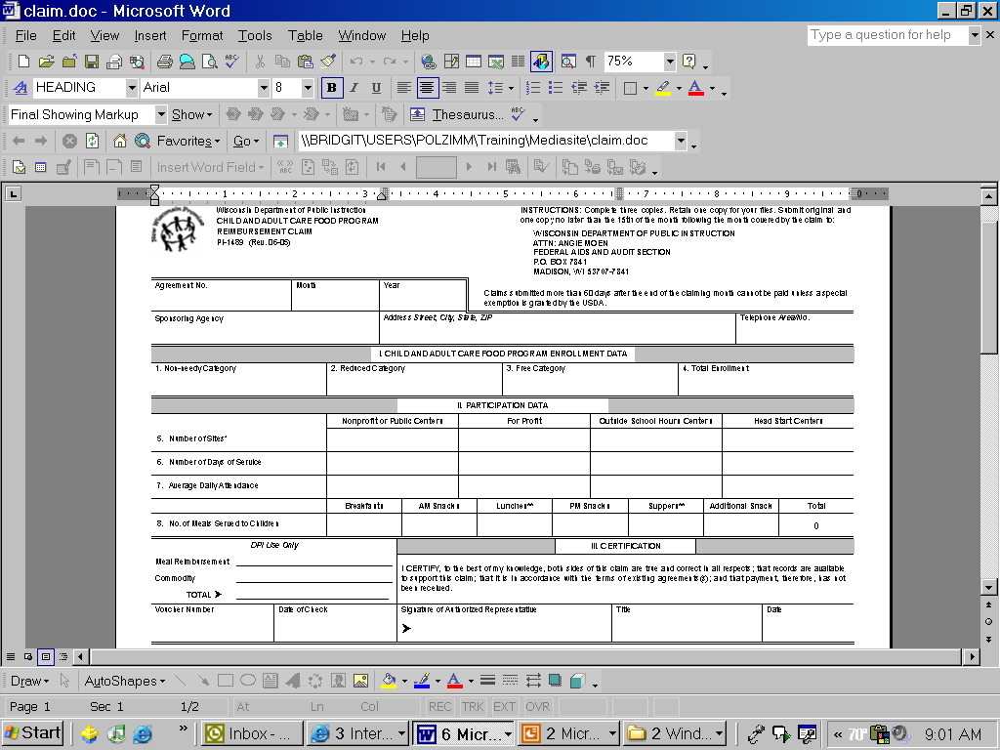 claim.doc - Microsoft Word
File Edit View Insert Format Tools Table Window Help
Type a question for help
75%
HEADING Arial 8 B I U
Final Showing Markup Show Thesaurus...
Favorites Go \\BRIDGIT\USERS\POLZIMM\Training\Mediasite\claim.doc
Insert Word Field
1 2 3 4 5 6 7 8 9
Wisconsin Department of Public Instruction
CHILD AND ADULT CARE FOOD PROGRAM
REIMBURSEMENT CLAIM
PI-1489 (Rev. 06-06)
INSTRUCTIONS: Complete three copies. Retain one copy for your files. Submit original and
one copy no later than the 15th of the month following the month covered by the claim to:
WISCONSIN DEPARTMENT OF PUBLIC INSTRUCTION
ATTN: ANGIE MOEN
FEDERAL AIDS AND AUDIT SECTION
P.O. BOX 7841
MADISON, WI 53707-7841
Agreement No. Month Year
Claims submitted more than 60 days after the end of the claiming month cannot be paid unless a special
exemption is granted by the USDA.
Sponsoring Agency Address Street, City, State, ZIP Telephone Area/No.
I. CHILD AND ADULT CARE FOOD PROGRAM ENROLLMENT DATA
1. Non-needy Category 2. Reduced Category 3. Free Category 4. Total Enrollment
II. PARTICIPATION DATA
Nonprofit or Public Centers For Profit Outside School Hours Centers Head Start Centers
5. Number of Sites*
6. Number of Days of Service
7. Average Daily Attendance
Breakfasts AM Snacks Lunches** PM Snacks Suppers** Additional Snack Total
8. No. of Meals Served to Children 0
DPI Use Only
III. CERTIFICATION
Meal Reimbursement
Commodity
TOTAL ➤
I CERTIFY, to the best of my knowledge, both sides of this claim are true and correct in all respects; that records are available
to support this claim; that it is in accordance with the terms of existing agreements(s); and that payment, therefore, has not
been received.
Voucher Number Date of Check Signature of Authorized Representative Title Date
➤
Draw AutoShapes
Page 1 Sec 1 1/2 At Ln Col REC TRK EXT OVR
Start Inbox - ... 3 Inter... 6 Micr... 2 Micr... 2 Wind... 70° 9:01 AM